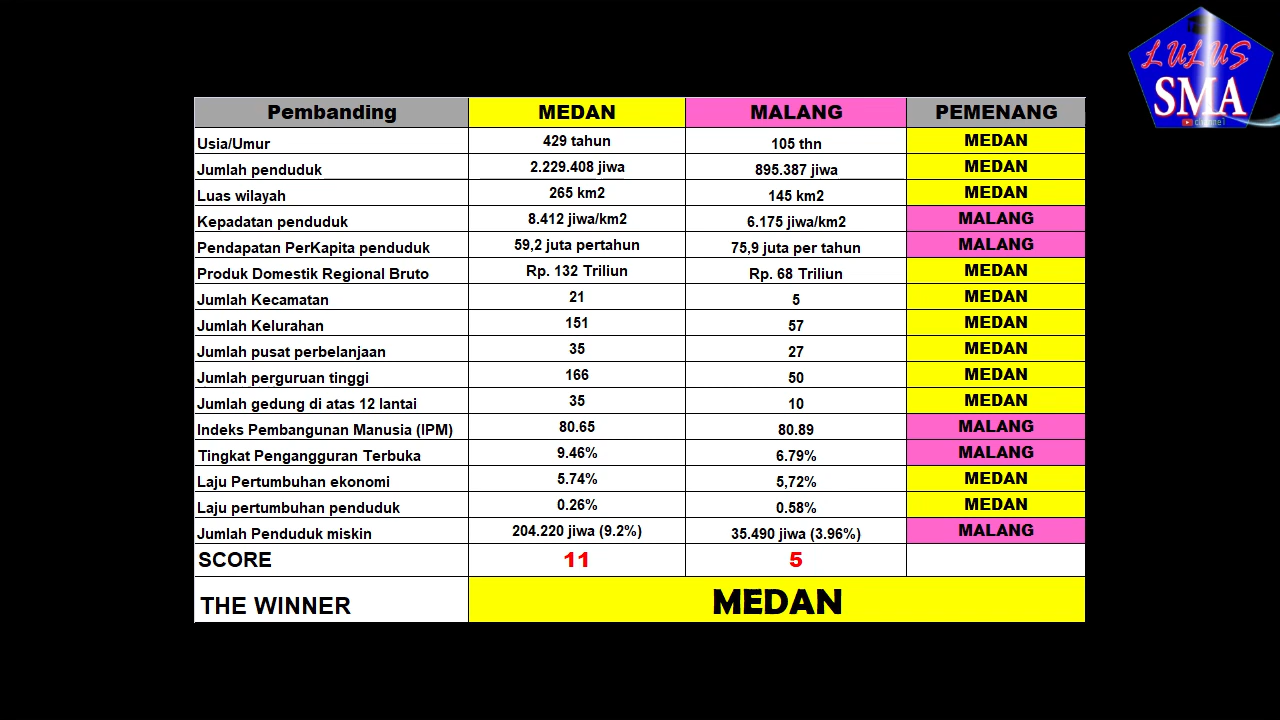 LULUS
SMA
channel
Pembanding MEDAN MALANG PEMENANG
Usia/Umur 429 tahun 105 thn MEDAN
Jumlah penduduk 2.229.408 jiwa 895.387 jiwa MEDAN
Luas wilayah 265 km2 145 km2 MEDAN
Kepadatan penduduk 8.412 jiwa/km2 6.175 jiwa/km2 MALANG
Pendapatan PerKapita penduduk 59,2 juta pertahun 75,9 juta per tahun MALANG
Produk Domestik Regional Bruto Rp. 132 Triliun Rp. 68 Triliun MEDAN
Jumlah Kecamatan 21 5 MEDAN
Jumlah Kelurahan 151 57 MEDAN
Jumlah pusat perbelanjaan 35 27 MEDAN
Jumlah perguruan tinggi 166 50 MEDAN
Jumlah gedung di atas 12 lantai 35 10 MEDAN
Indeks Pembangunan Manusia (IPM) 80.65 80.89 MALANG
Tingkat Pengangguran Terbuka 9.46% 6.79% MALANG
Laju Pertumbuhan ekonomi 5.74% 5,72% MEDAN
Laju pertumbuhan penduduk 0.26% 0.58% MEDAN
Jumlah Penduduk miskin 204.220 jiwa (9.2%) 35.490 jiwa (3.96%) MALANG
SCORE 11 5
THE WINNER MEDAN